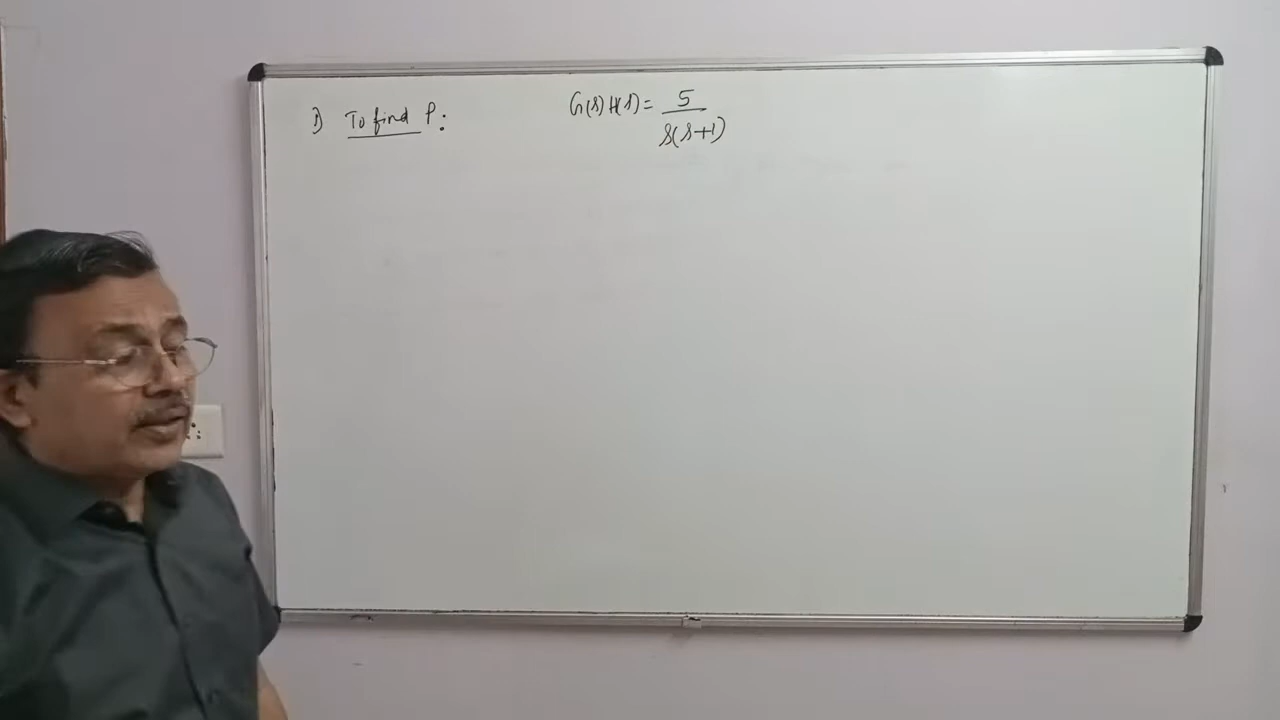 1) To find P:
G(s)H(s) = 5
s(s+1)